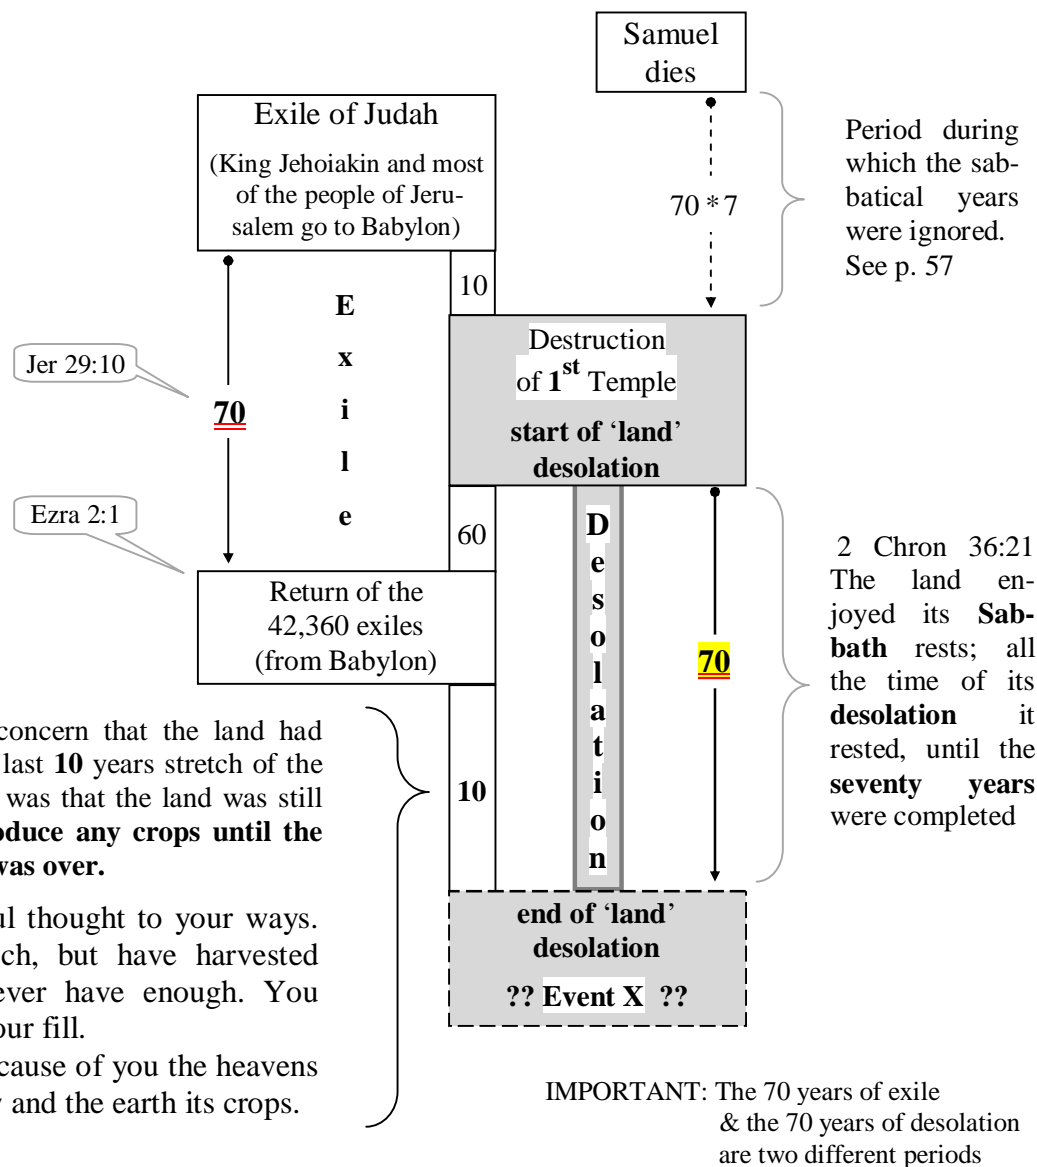 Samuel
dies
Exile of Judah
(King Jehoiakin and most
of the people of Jeru-
salem go to Babylon)
70 * 7
Period during
which the sab-
batical years
were ignored.
See p. 57
10
E
x
i
l
e
Jer 29:10
70
Destruction
of 1st Temple
start of ‘land’
desolation
Ezra 2:1
60
Return of the
42,360 exiles
(from Babylon)
D
e
s
o
l
a
t
i
o
n
70
2 Chron 36:21
The land en-
joyed its Sab-
bath rests; all
the time of its
desolation it
rested, until the
seventy years
were completed
concern that the land had
last 10 years stretch of the
was that the land was still
oduce any crops until the
was over.
ul thought to your ways.
ch, but have harvested
ever have enough. You
our fill.
cause of you the heavens
y and the earth its crops.
10
end of ‘land’
desolation
?? Event X ??
IMPORTANT: The 70 years of exile
& the 70 years of desolation
are two different periods